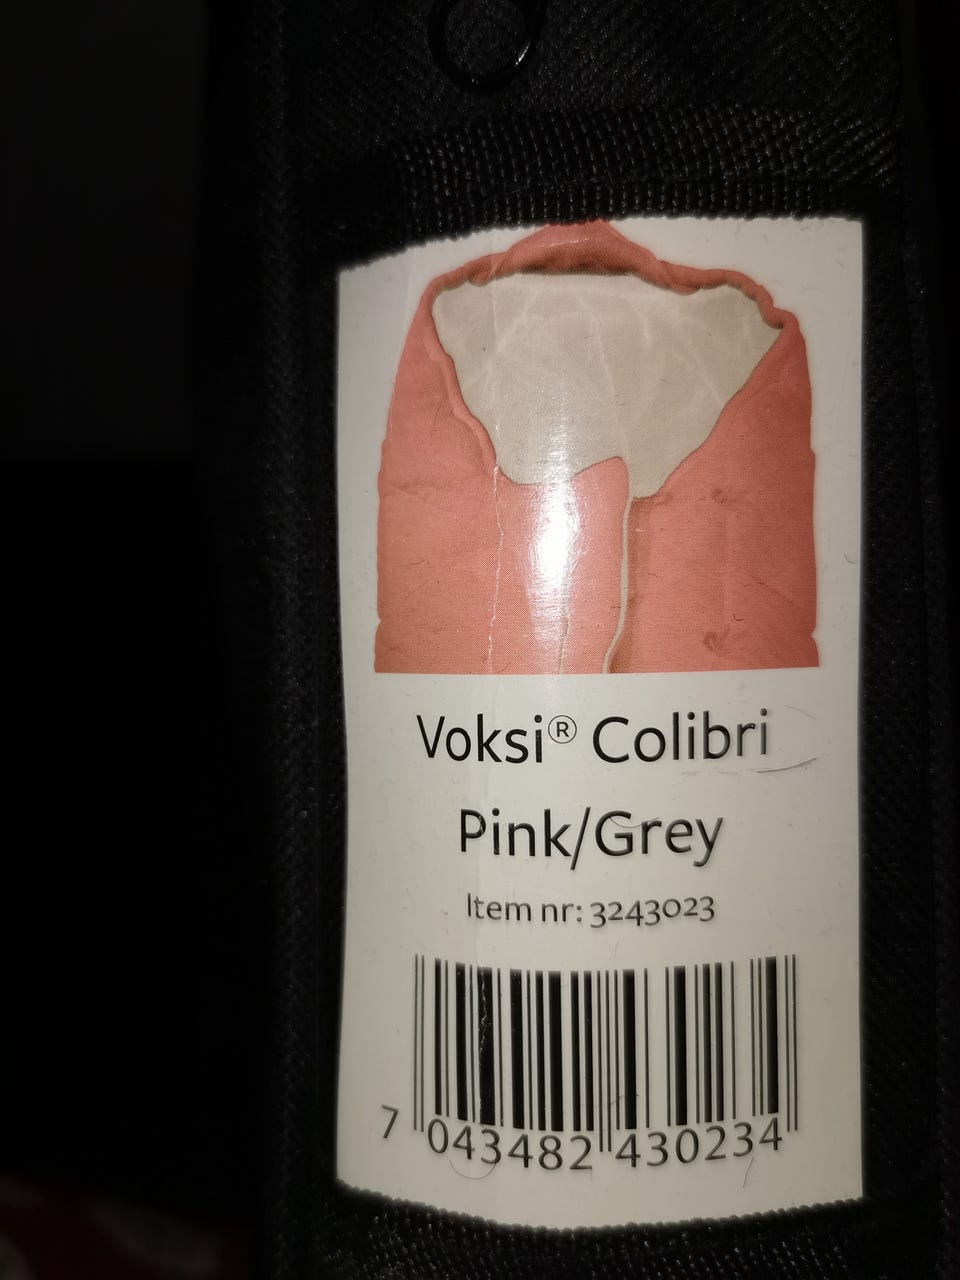 Voksi® Colibri
Pink/Grey
Item nr: 3243023
7 043482 430234